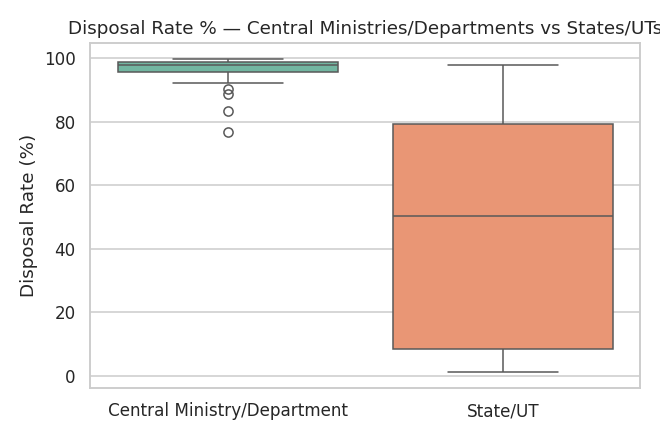 Disposal Rate % — Central Ministries/Departments vs States/UTs
100
80
60
40
20
0
Disposal Rate (%)
Central Ministry/Department
State/UT